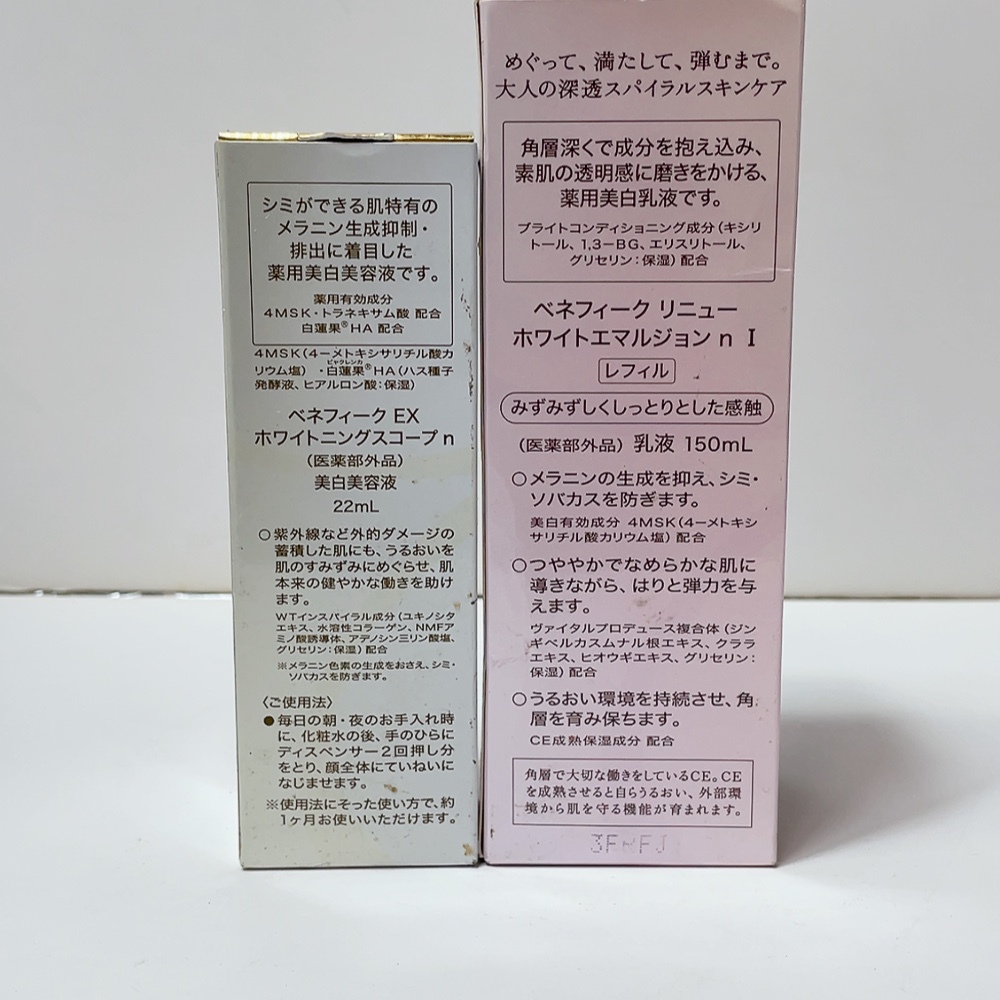 シミができる肌特有の
メラニン生成抑制・
排出に着目した
薬用美白美容液です。
薬用有効成分
4MSK・トラネキサム酸 配合
白蓮果®HA 配合
4MSK(4ーメトキシサリチル酸カ
リウム塩) ・白蓮果®HA(ハス種子
ビャクレンカ
発酵液、ヒアルロン酸:保湿)
ベネフィーク EX
ホワイトニングスコープ n
(医薬部外品)
美白美容液
22mL
○紫外線など外的ダメージの
蓄積した肌にも、うるおいを
肌のすみずみにめぐらせ、肌
本来の健やかな働きを助け
ます。
WTインスパイラル成分(ユキノシタ
エキス、水溶性コラーゲン、NMFア
ミノ酸誘導体、アデノシン三リン酸塩、
グリセリン:保湿)配合
※メラニン色素の生成をおさえ、シミ・
ソバカスを防ぎます。
〈ご使用法〉
●毎日の朝・夜のお手入れ時
に、化粧水の後、手のひらに
ディスペンサー2回押し分
をとり、顔全体にていねいに
なじませます。
※使用法にそった使い方で、約
1ヶ月お使いいただけます。
めぐって、満たして、弾むまで。
大人の深透スパイラルスキンケア
角層深くで成分を抱え込み、
素肌の透明感に磨きをかける、
薬用美白乳液です。
ブライトコンディショニング成分(キシリ
トール、1,3ーBG、エリスリトール、
グリセリン:保湿)配合
ベネフィーク リニュー
ホワイトエマルジョン n I
レフィル
みずみずしくしっとりとした感触
(医薬部外品) 乳液 150mL
○メラニンの生成を抑え、シミ・
ソバカスを防ぎます。
美白有効成分 4MSK(4ーメトキシ
サリチル酸カリウム塩)配合
○つややかでなめらかな肌に
導きながら、はりと弾力を与
えます。
ヴァイタルプロデュース複合体(ジン
ギベルカスムナル根エキス、クララ
エキス、ヒオウギエキス、グリセリン:
保湿)配合
○うるおい環境を持続させ、角
層を育み保ちます。
CE成熟保湿成分 配合
角層で大切な働きをしているCE。CE
を成熟させると自らうるおい、外部環
境から肌を守る機能が育まれます。